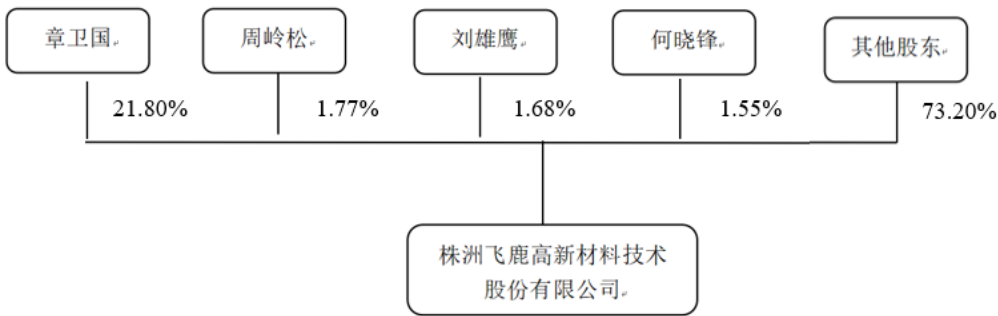 章卫国
周岭松
刘雄鹰
何晓锋
其他股东
21.80%
1.77%
1.68%
1.55%
73.20%
株洲飞鹿高新材料技术
股份有限公司